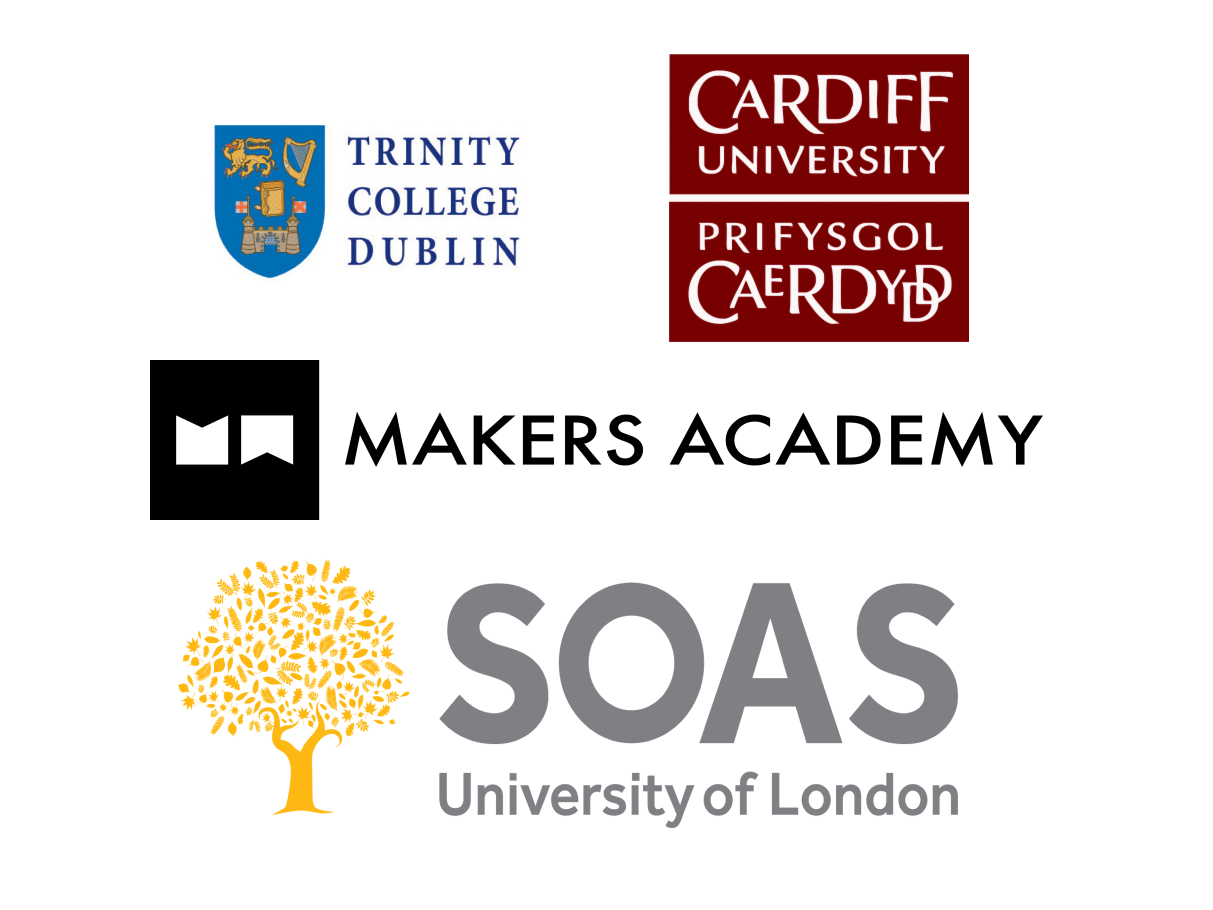 TRINITY
COLLEGE
DUBLIN
CARDIFF
UNIVERSITY
PRIFYSGOL
CAERDYDD
MAKERS ACADEMY
SOAS
University of London